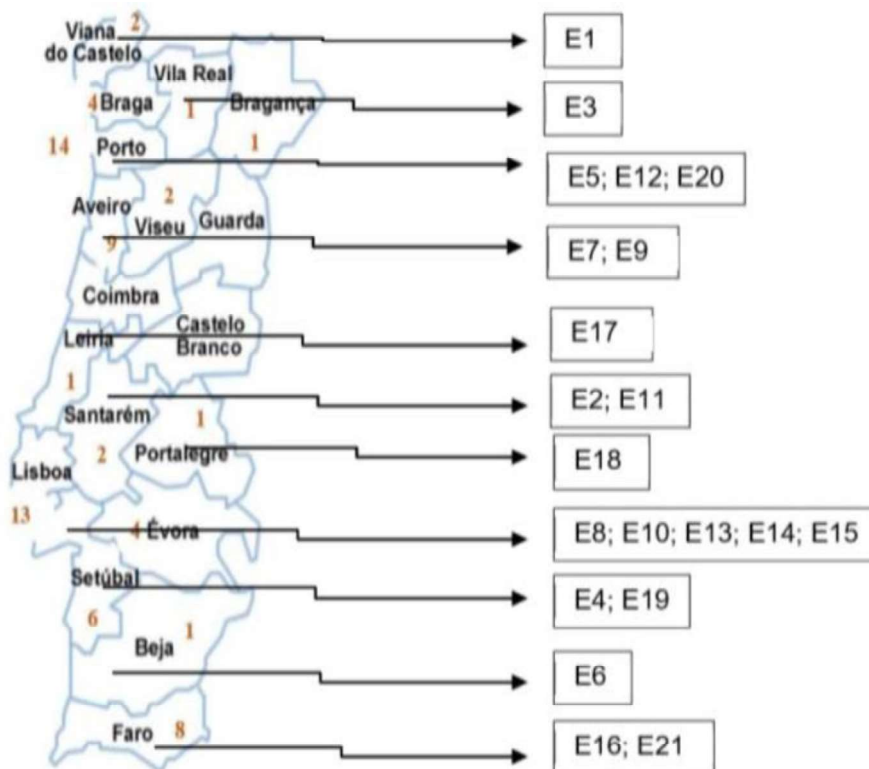 2
Viana
do Castelo
E1
Vila Real
4
Braga
1
Bragança
E3
14
Porto
1
E5; E12; E20
2
Aveiro
Viseu
Guarda
9
E7; E9
Coimbra
Castelo
Branco
Leiria
E17
1
Santarém
1
E2; E11
Lisboa
2
Portalegre
E18
13
4
Évora
E8; E10; E13; E14; E15
Setúbal
E4; E19
6
1
Beja
E6
Faro
8
E16; E21